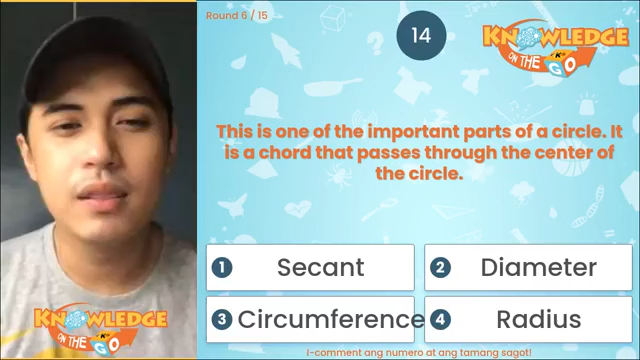 Round 6 / 15
14
KNOWLEDGE
ON THE GO
This is one of the important parts of a circle. It
is a chord that passes through the center of
the circle.
1 Secant
2 Diameter
3 Circumference
4 Radius
KNOWLEDGE
ON THE GO
I-comment ang numero at ang tamang sagot!